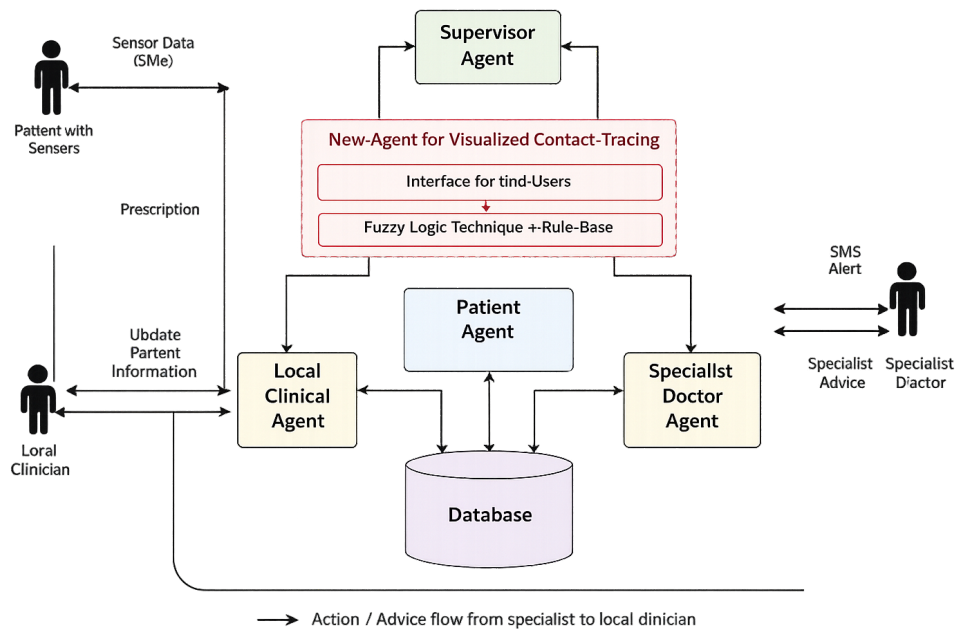 Supervisor
Agent
Sensor Data
(SMe)
Pattent with
Sensers
New-Agent for Visualized Contact-Tracing
Interface for tind-Users
Fuzzy Logic Technique +-Rule-Base
Prescription
SMS
Alert
Patient
Agent
Ubdate
Partent
Information
Local
Clinical
Agent
Speciallst
Doctor
Agent
Specialist
Advice
Specialist
Dactor
Loral
Clinician
Database
Action / Advice flow from specialist to local dinician